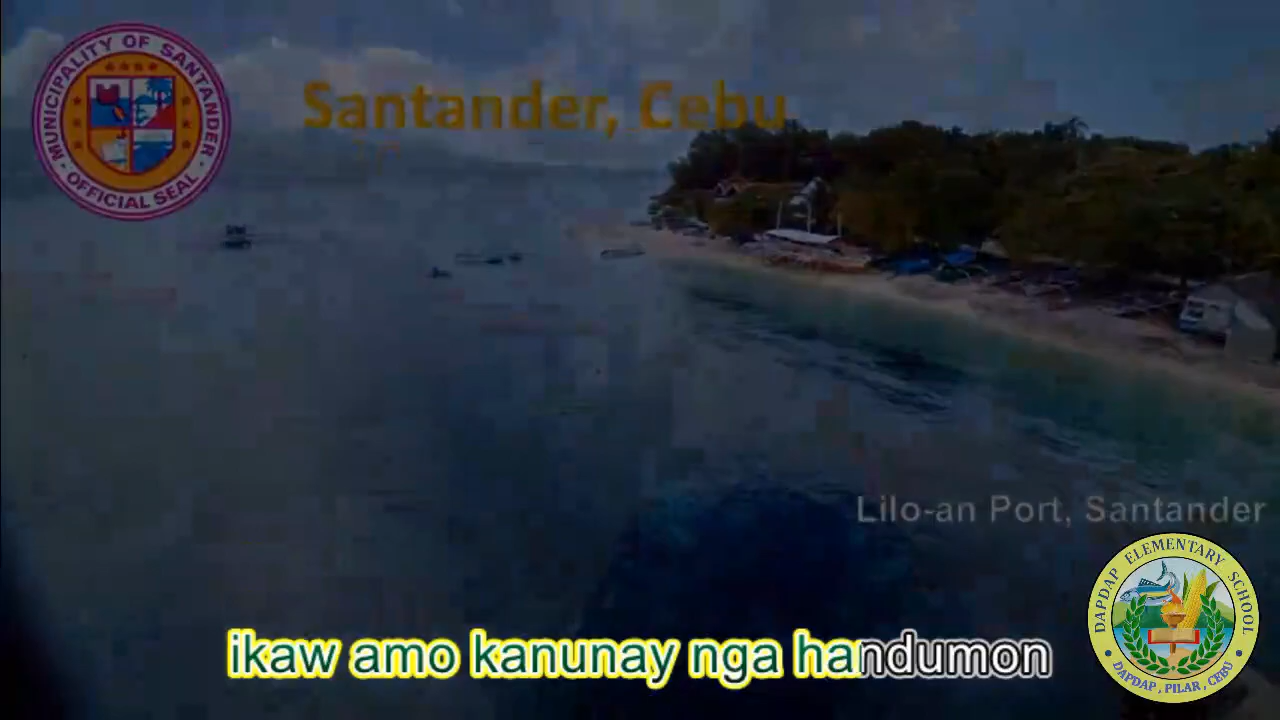 MUNICIPALITY OF SANTANDER
OFFICIAL SEAL
Santander, Cebu
Lilo-an Port, Santander
DAPDAP ELEMENTARY SCHOOL
DAPDAP, PILAR, CEBU
ikaw amo kanunay nga handumon